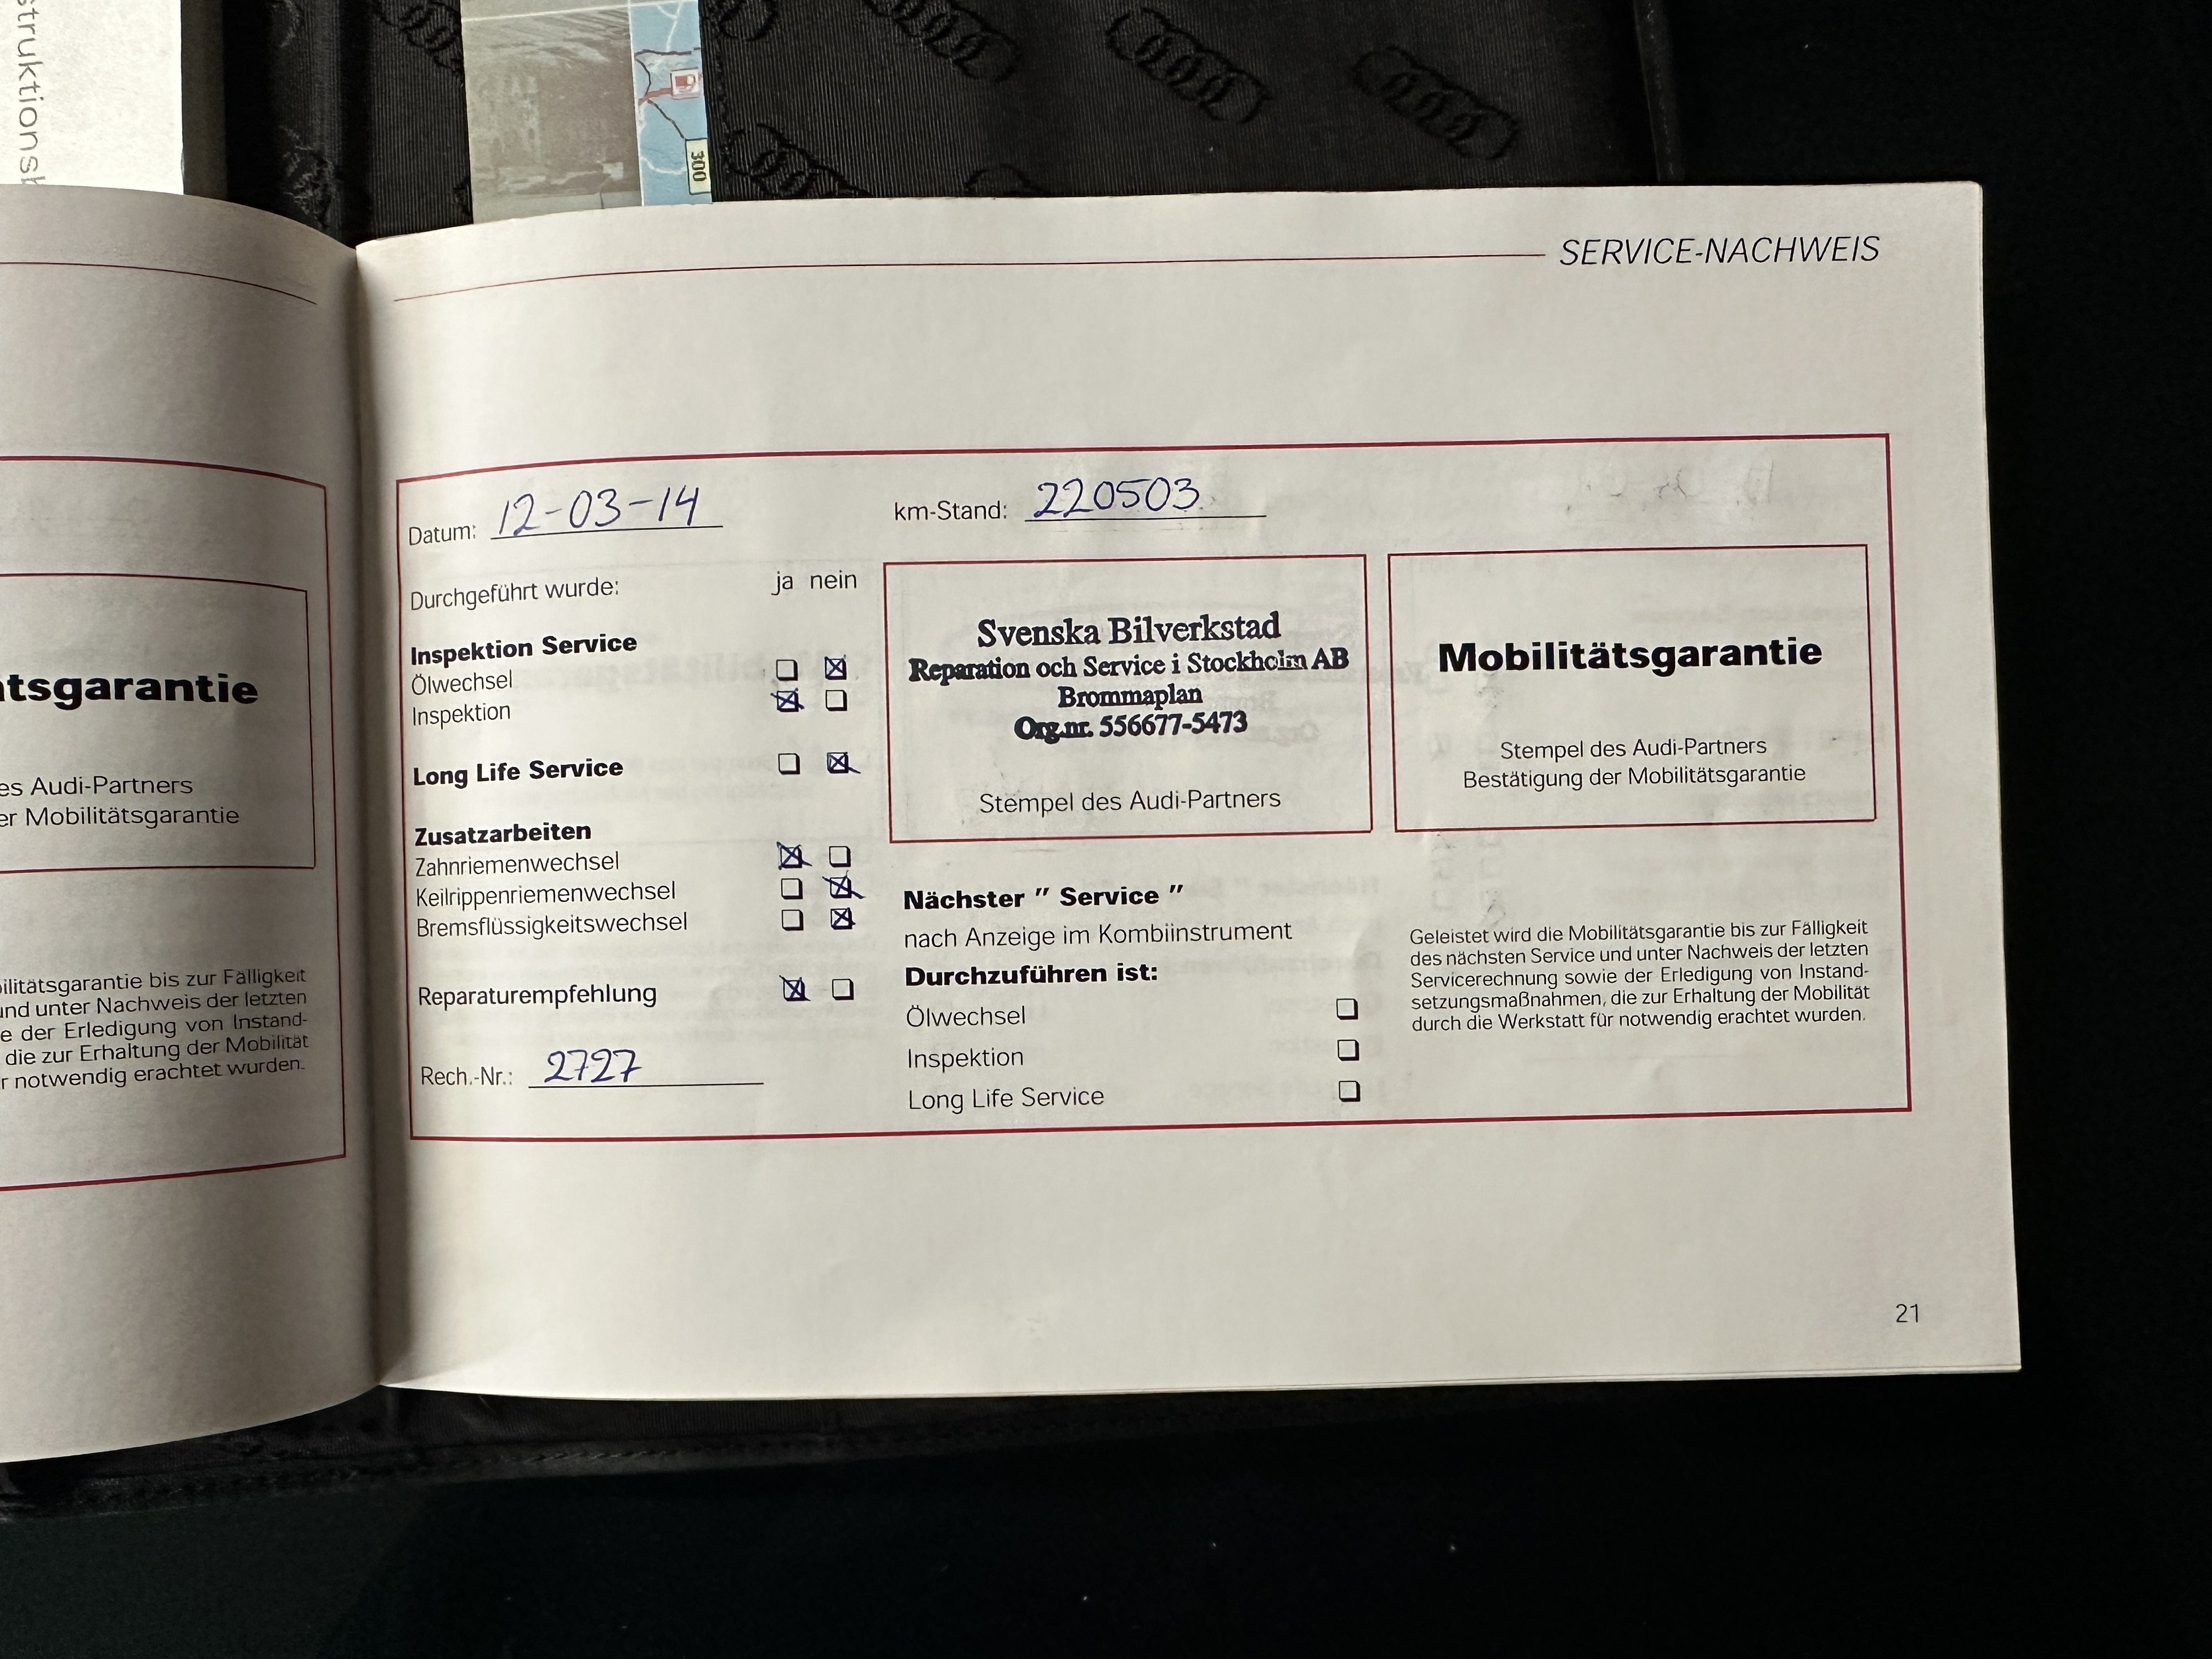 struktionsb
300
tsgarantie
es Audi-Partners
er Mobilitätsgarantie
bilitätsgarantie bis zur Fälligkeit
und unter Nachweis der letzten
e der Erledigung von Instand-
die zur Erhaltung der Mobilität
r notwendig erachtet wurden.
SERVICE-NACHWEIS
Datum: 12-03-14
km-Stand: 220503
Durchgeführt wurde: ja nein
Inspektion Service
Ölwechsel
Inspektion
Long Life Service
Zusatzarbeiten
Zahnriemenwechsel
Keilrippenriemenwechsel
Bremsflüssigkeitswechsel
Reparaturempfehlung
Rech.-Nr.: 2727
Svenska Bilverkstad
Reparation och Service i Stockholm AB
Brommaplan
Org.nr. 556677-5473
Stempel des Audi-Partners
Nächster " Service "
nach Anzeige im Kombiinstrument
Durchzuführen ist:
Ölwechsel
Inspektion
Long Life Service
Mobilitätsgarantie
Stempel des Audi-Partners
Bestätigung der Mobilitätsgarantie
Geleistet wird die Mobilitätsgarantie bis zur Fälligkeit
des nächsten Service und unter Nachweis der letzten
Servicerechnung sowie der Erledigung von Instand-
setzungsmaßnahmen, die zur Erhaltung der Mobilität
durch die Werkstatt für notwendig erachtet wurden.
21